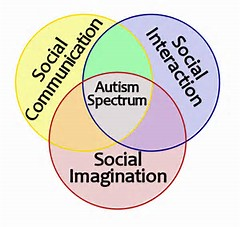 Social
Communication
Social
Interaction
Autism
Spectrum
Social
Imagination